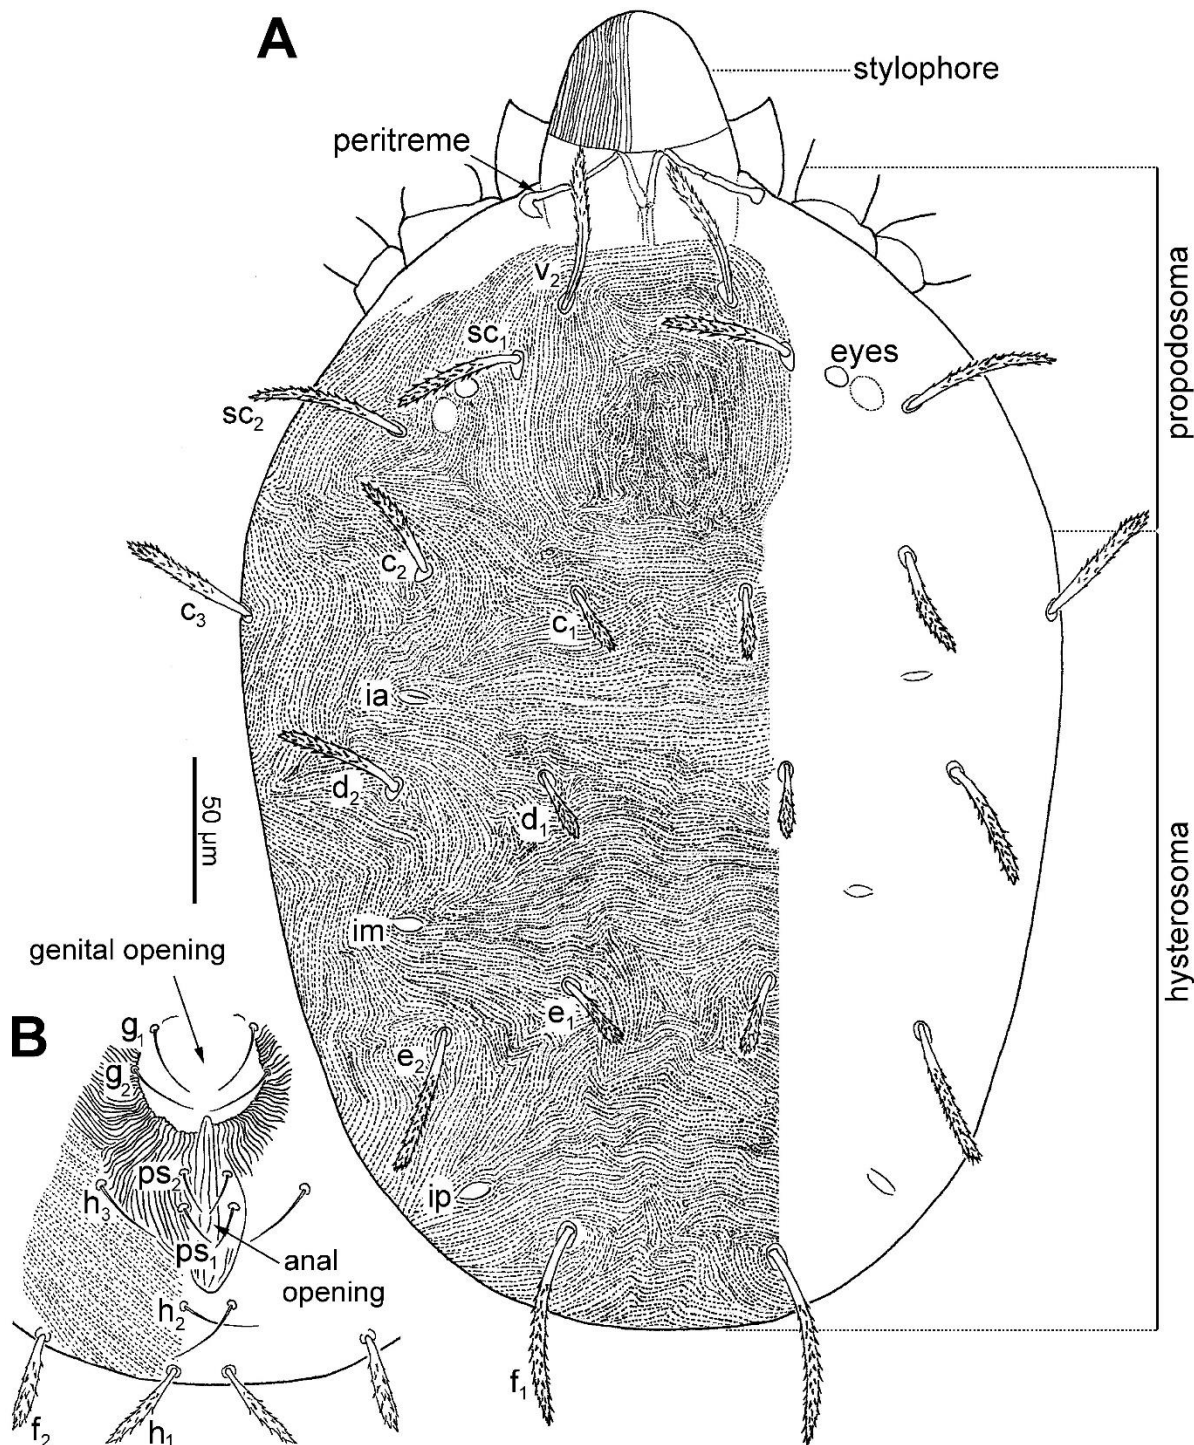 A
stylophore
peritreme
propodosoma
v₂
sc₁
eyes
sc₂
c₂
c₃
c₁
ia
d₂
d₁
50 µm
hysterosoma
im
genital opening
e₁
B
g₁
e₂
g₂
ps₂
h₃
ip
ps₁
anal
opening
h₂
f₁
f₂
h₁